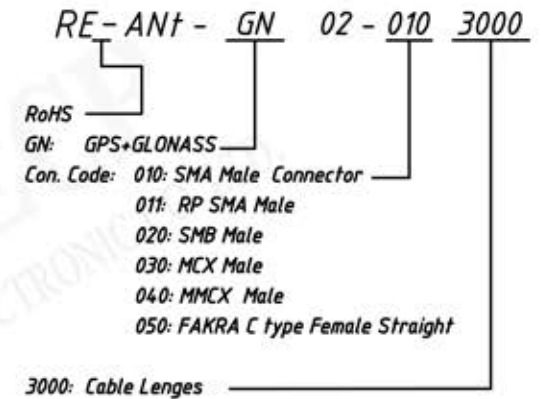 RE - ANt - GN 02 - 010 3000
RoHS
GN: GPS+GLONASS
Con. Code: 010: SMA Male Connector
011: RP SMA Male
020: SMB Male
030: MCX Male
040: MMCX Male
050: FAKRA C type Female Straight
3000: Cable Lenges